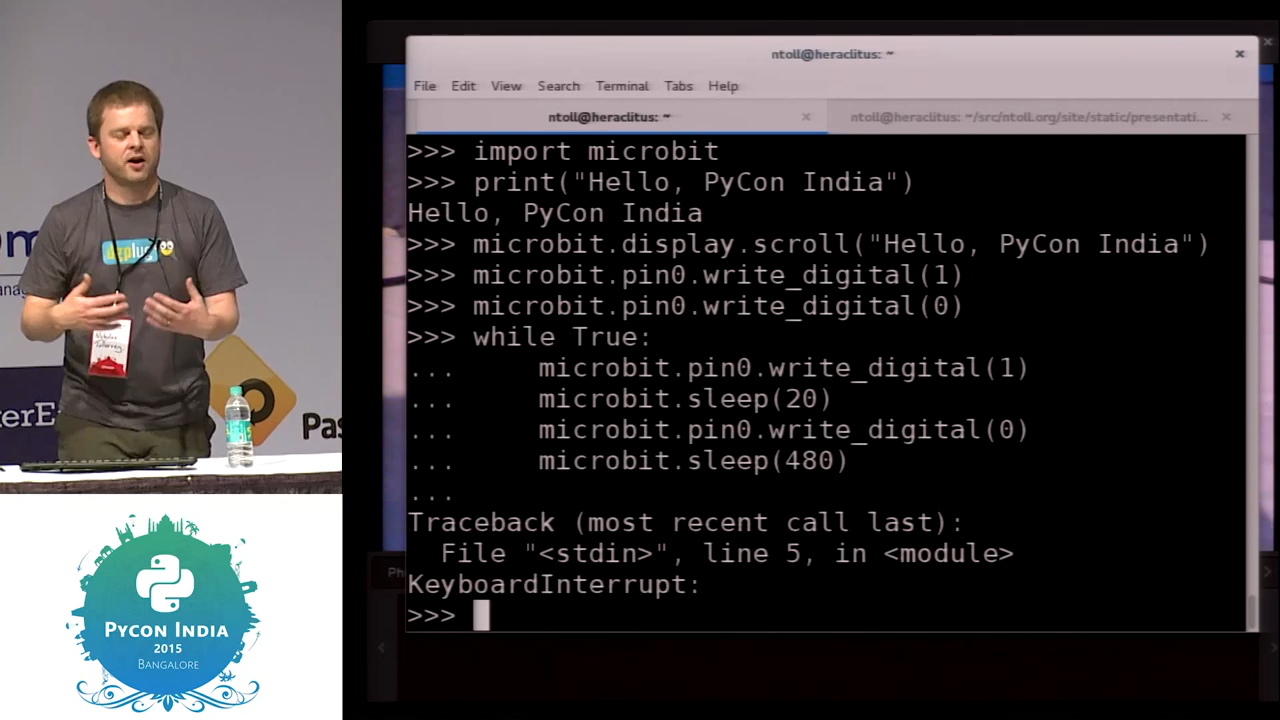 ntoll@heraclitus: ~
File Edit View Search Terminal Tabs Help
ntoll@heraclitus: ~
ntoll@heraclitus: ~/src/ntoll.org/site/static/presentati...
>>> import microbit
>>> print("Hello, PyCon India")
Hello, PyCon India
>>> microbit.display.scroll("Hello, PyCon India")
>>> microbit.pin0.write_digital(1)
>>> microbit.pin0.write_digital(0)
>>> while True:
...     microbit.pin0.write_digital(1)
...     microbit.sleep(20)
...     microbit.pin0.write_digital(0)
...     microbit.sleep(480)
...
Traceback (most recent call last):
  File "<stdin>", line 5, in <module>
KeyboardInterrupt:
>>>
Nicholas
Tollervey
PYCON INDIA
2015
BANGALORE